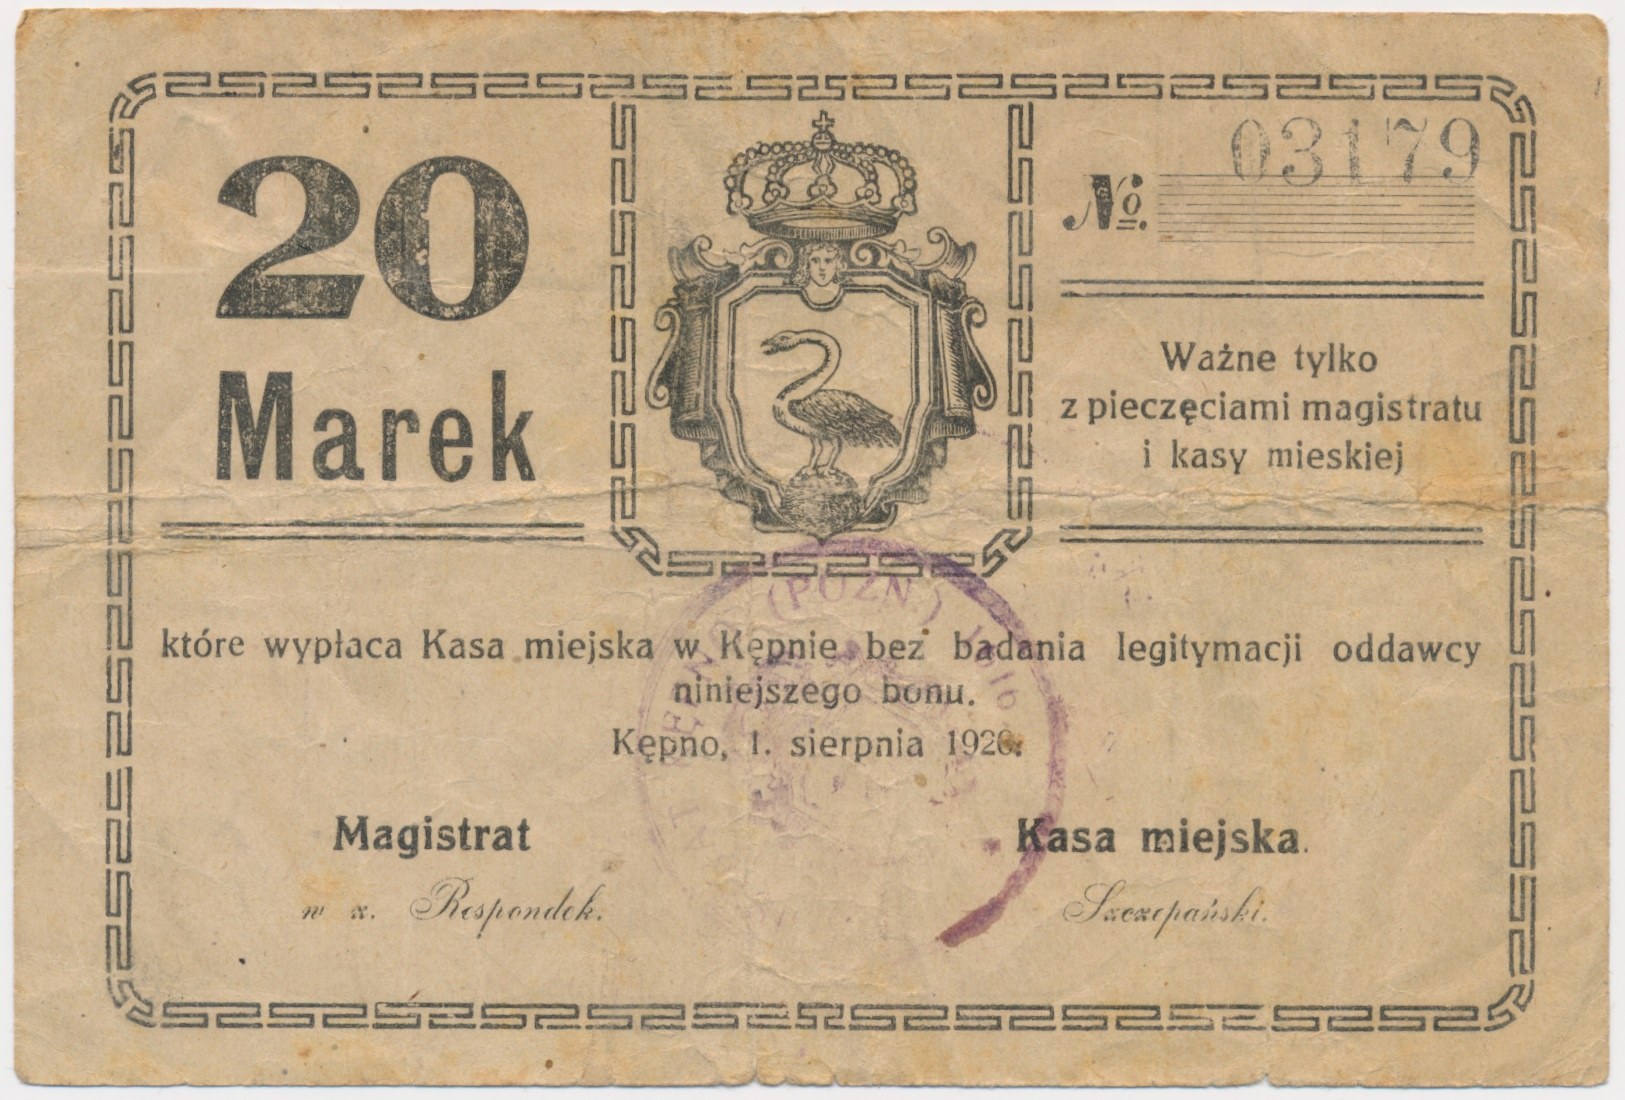 20
Marek
No. 03179
Ważne tylko
z pieczęciami magistratu
i kasy mieskiej
które wypłaca Kasa miejska w Kępnie bez badania legitymacji oddawcy
niniejszego bonu.
Kępno, 1. sierpnia 1920.
Magistrat
w z. Respondek.
Kasa miejska.
Szczepański.
(POZN.)